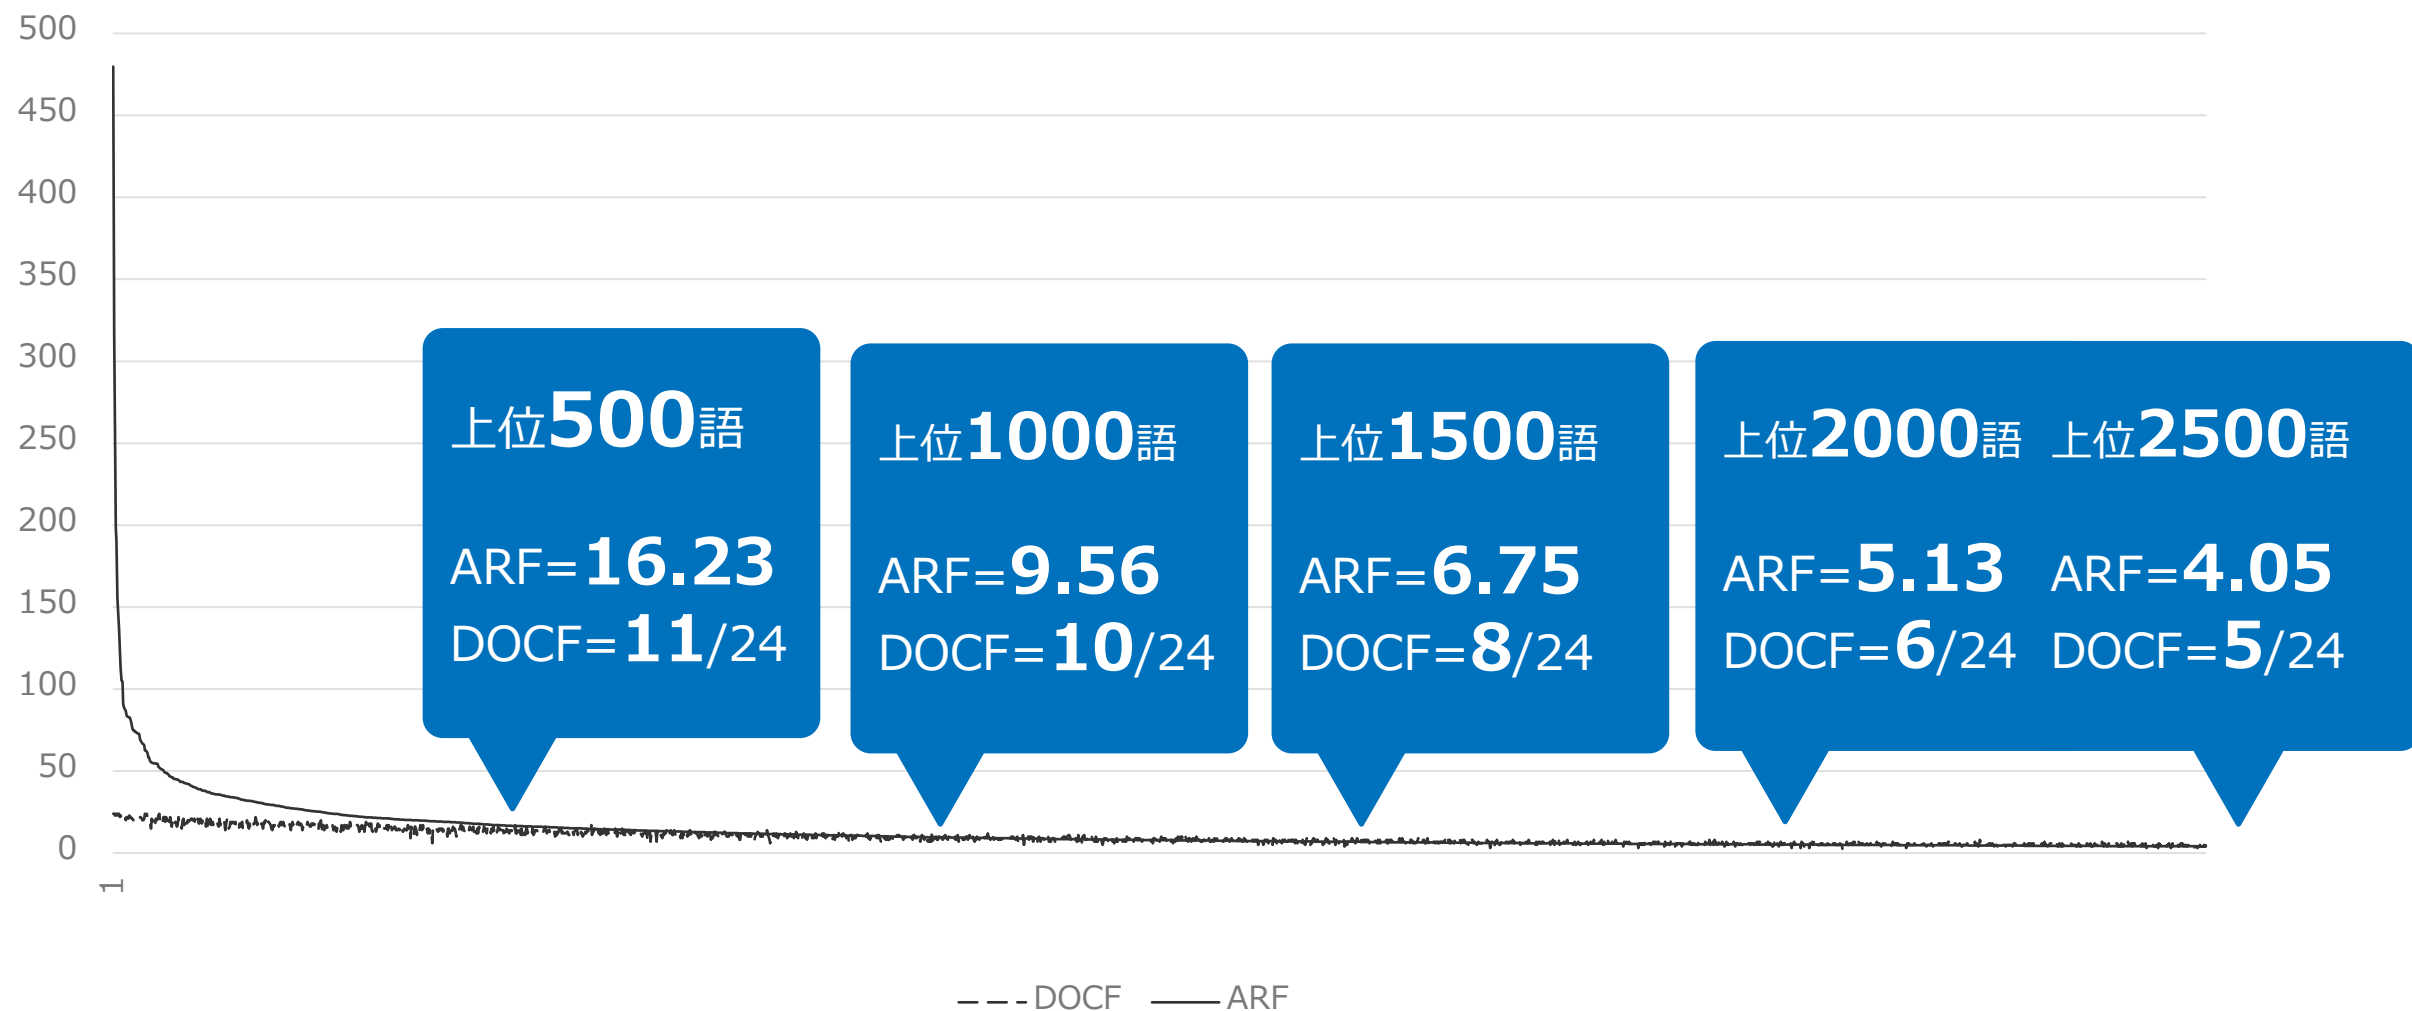 500
450
400
350
300
250
200
150
100
50
0
1
上位500語
ARF=16.23
DOCF=11/24
上位1000語
ARF=9.56
DOCF=10/24
上位1500語
ARF=6.75
DOCF=8/24
上位2000語
ARF=5.13
DOCF=6/24
上位2500語
ARF=4.05
DOCF=5/24
DOCF
ARF